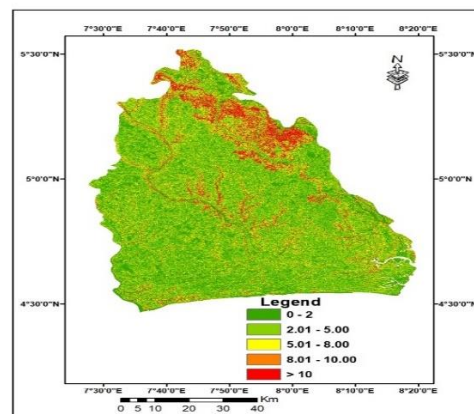 7°30'0"E 7°40'0"E 7°50'0"E 8°0'0"E 8°10'0"E 8°20'0"E
N
5°30'0"N 5°30'0"N
5°0'0"N 5°0'0"N
4°30'0"N 4°30'0"N
Legend
0 - 2
2.01 - 5.00
5.01 - 8.00
8.01 - 10.00
> 10
7°30'0"E 7°40'0"E 7°50'0"E 8°0'0"E 8°10'0"E 8°20'0"E
Km
0 5 10 20 30 40